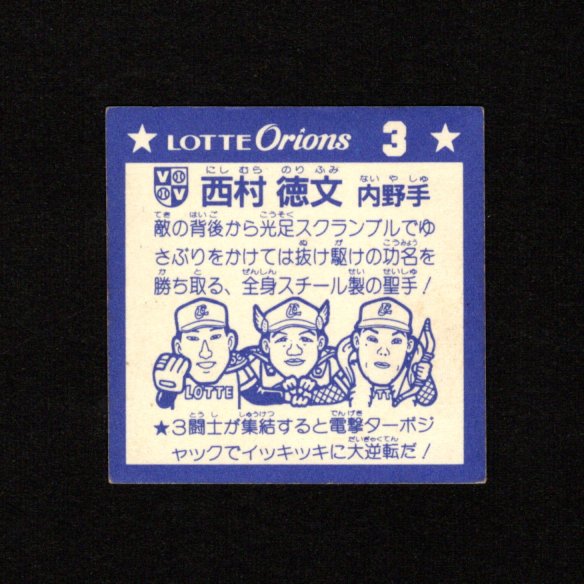 ★ LOTTE Orions 3 ★
にし むら のり ふみ ない や しゅ
西村 徳文 内野手
てき はいご こうそく
敵の背後から光足スクランブルでゆ
ぬ が こうみょう
さぶりをかけては抜け駆けの功名を
か と ぜんしん せい せいしゅ
勝ち取る、全身スチール製の聖手！
LOTTE
とう し しゅうけつ でんげき
★3闘士が集結すると電撃ターボジ
だいぎゃくてん
ャックでイッキッキに大逆転だ！